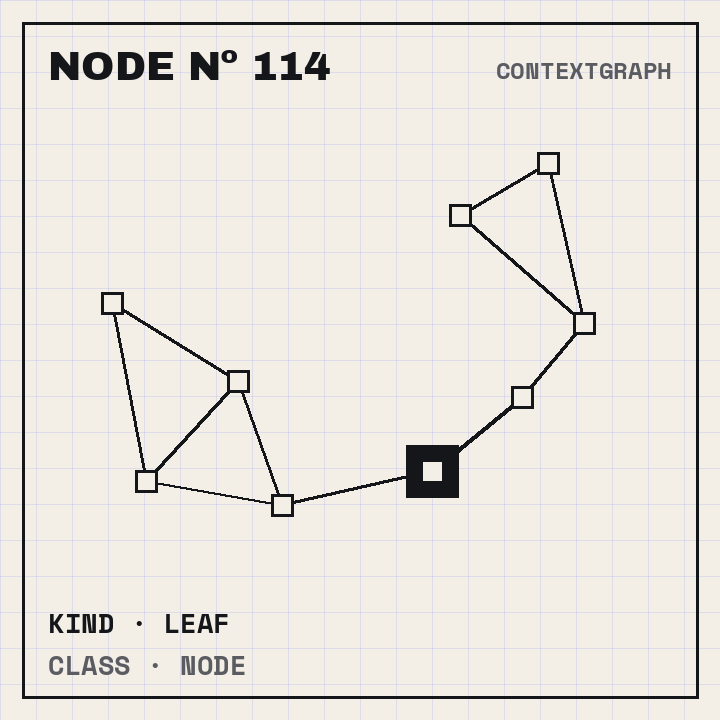 NODE Nº 114
CONTEXTGRAPH
KIND · LEAF
CLASS · NODE